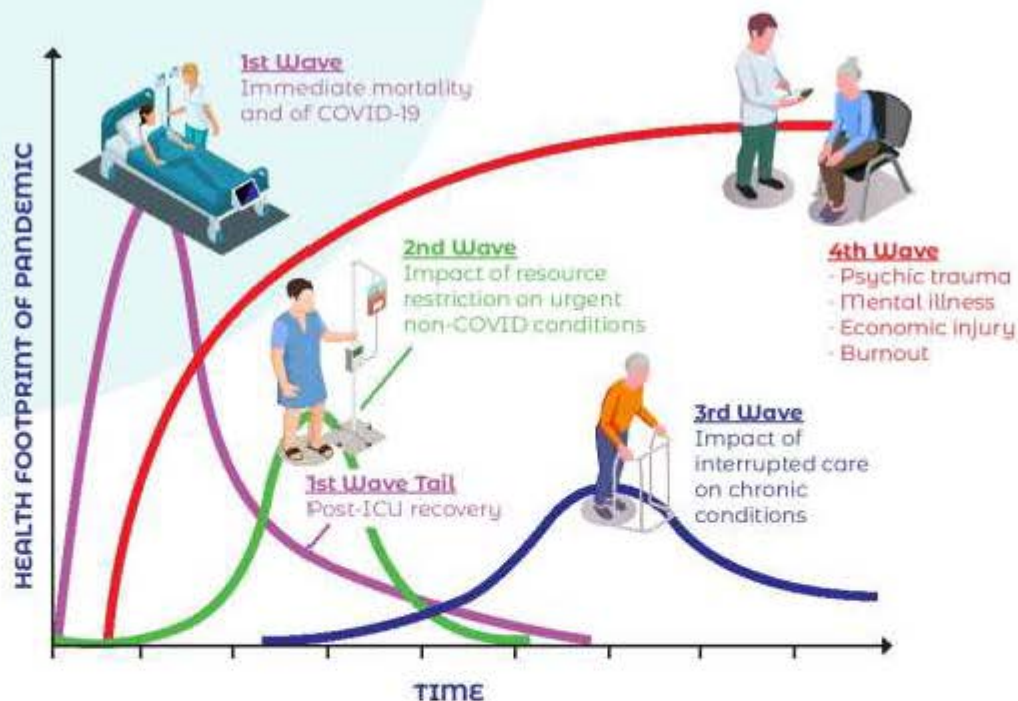 1st Wave
Immediate mortality
and of COVID-19
2nd Wave
Impact of resource
restriction on urgent
non-COVID conditions
4th Wave
· Psychic trauma
· Mental illness
· Economic injury
· Burnout
3rd Wave
Impact of
interrupted care
on chronic
conditions
1st Wave Tail
Post-ICU recovery
HEALTH FOOTPRINT OF PANDEMIC
TIME